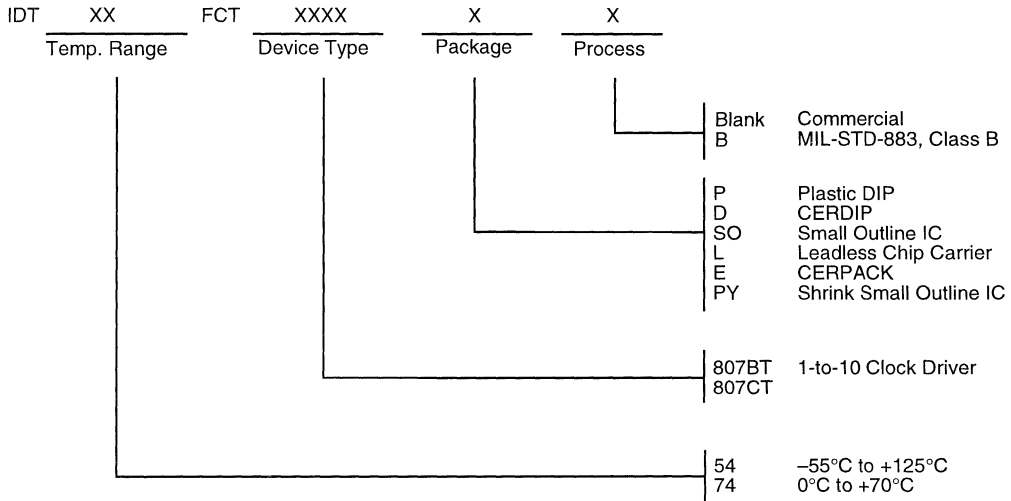 IDT XX FCT XXXX X X
Temp. Range Device Type Package Process
Blank Commercial
B MIL-STD-883, Class B
P Plastic DIP
D CERDIP
SO Small Outline IC
L Leadless Chip Carrier
E CERPACK
PY Shrink Small Outline IC
807BT 1-to-10 Clock Driver
807CT
54 –55°C to +125°C
74 0°C to +70°C